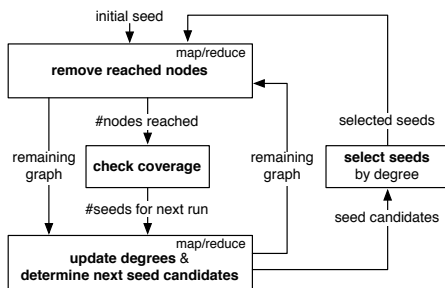 initial seed
map/reduce
remove reached nodes
#nodes reached
selected seeds
remaining
graph
check coverage
remaining
graph
select seeds
by degree
#seeds for next run
seed candidates
map/reduce
update degrees &
determine next seed candidates